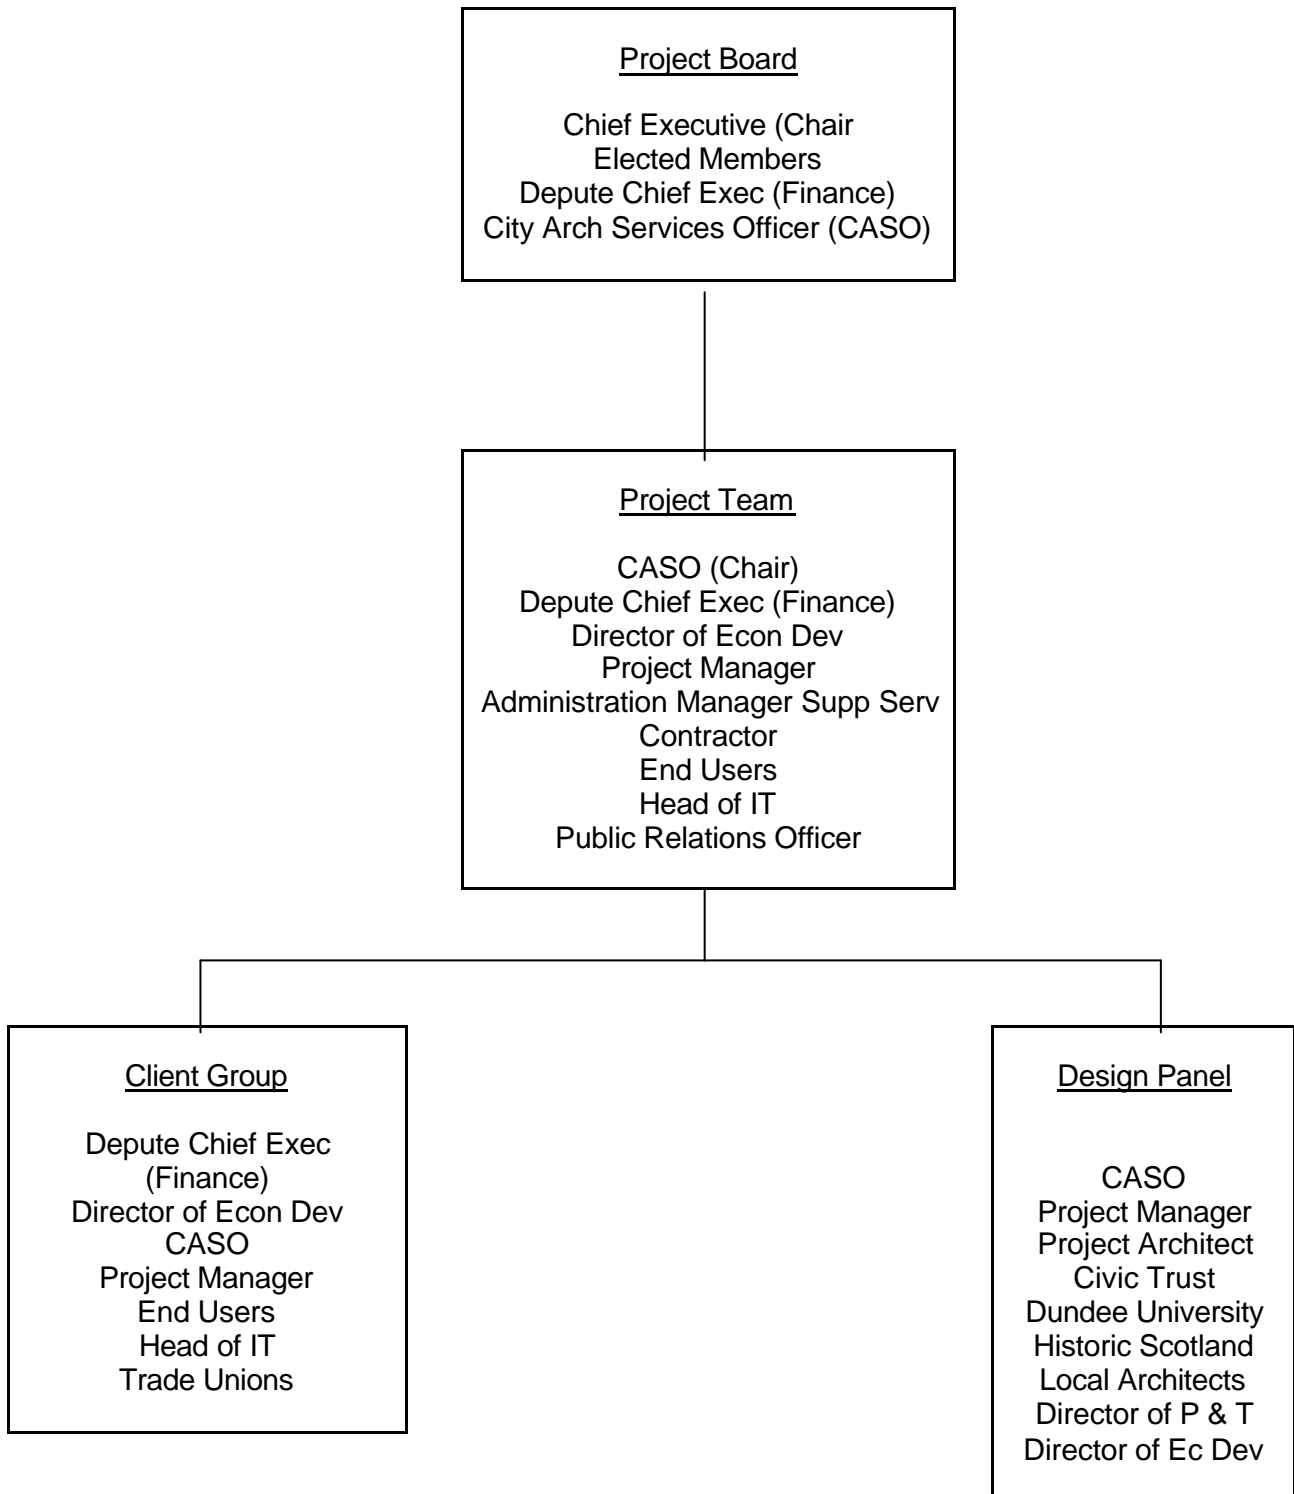 Project Board
Chief Executive (Chair
Elected Members
Depute Chief Exec (Finance)
City Arch Services Officer (CASO)
Project Team
CASO (Chair)
Depute Chief Exec (Finance)
Director of Econ Dev
Project Manager
Administration Manager Supp Serv
Contractor
End Users
Head of IT
Public Relations Officer
Client Group
Depute Chief Exec
(Finance)
Director of Econ Dev
CASO
Project Manager
End Users
Head of IT
Trade Unions
Design Panel
CASO
Project Manager
Project Architect
Civic Trust
Dundee University
Historic Scotland
Local Architects
Director of P & T
Director of Ec Dev